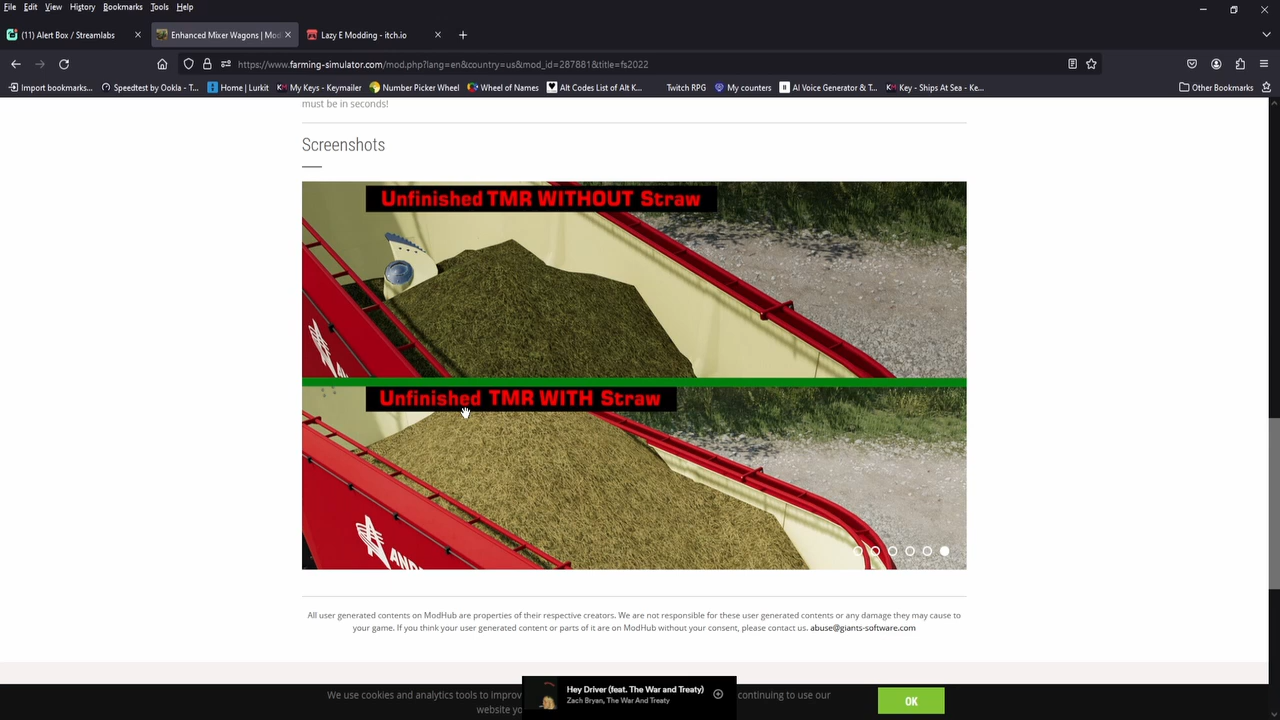 File Edit View History Bookmarks Tools Help
(11) Alert Box / Streamlabs
Enhanced Mixer Wagons | Mod
Lazy E Modding - itch.io
https://www.farming-simulator.com/mod.php?lang=en&country=us&mod_id=287881&title=fs2022
Import bookmarks... Speedtest by Ookla - T... Home | Lurkit My Keys - Keymailer Number Picker Wheel Wheel of Names Alt Codes List of Alt K... Twitch RPG My counters AI Voice Generator & T... Key - Ships At Sea - Ke... Other Bookmarks
must be in seconds!
Screenshots
Unfinished TMR WITHOUT Straw
Unfinished TMR WITH Straw
All user generated contents on ModHub are properties of their respective creators. We are not responsible for these user generated contents or any damage they may cause to
your game. If you think your user generated content or parts of it are on ModHub without your consent, please contact us. abuse@giants-software.com
We use cookies and analytics tools to improv
continuing to use our
website yo
OK
Hey Driver (feat. The War and Treaty)
Zach Bryan, The War And Treaty